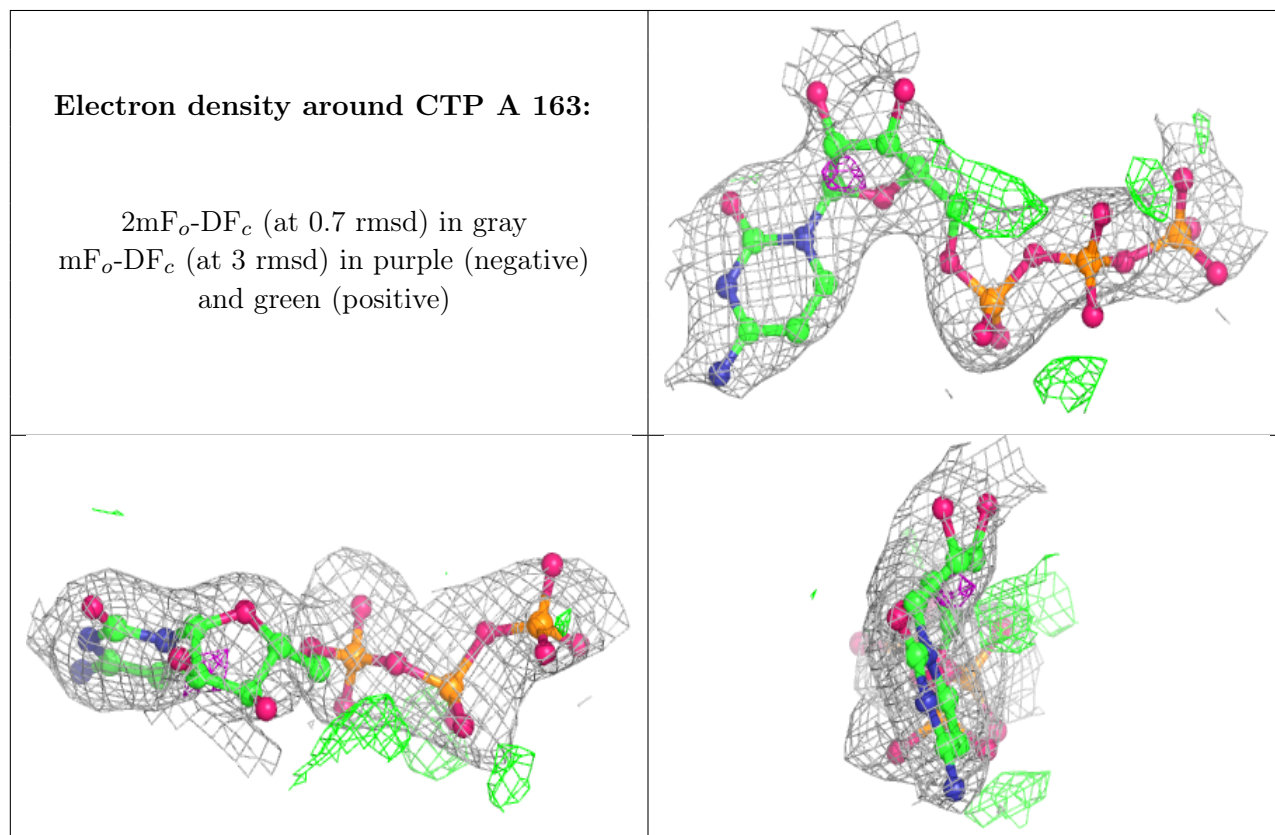 Electron density around CTP A 163:
2mFₒ-DF𝒸 (at 0.7 rmsd) in gray
mFₒ-DF𝒸 (at 3 rmsd) in purple (negative)
and green (positive)